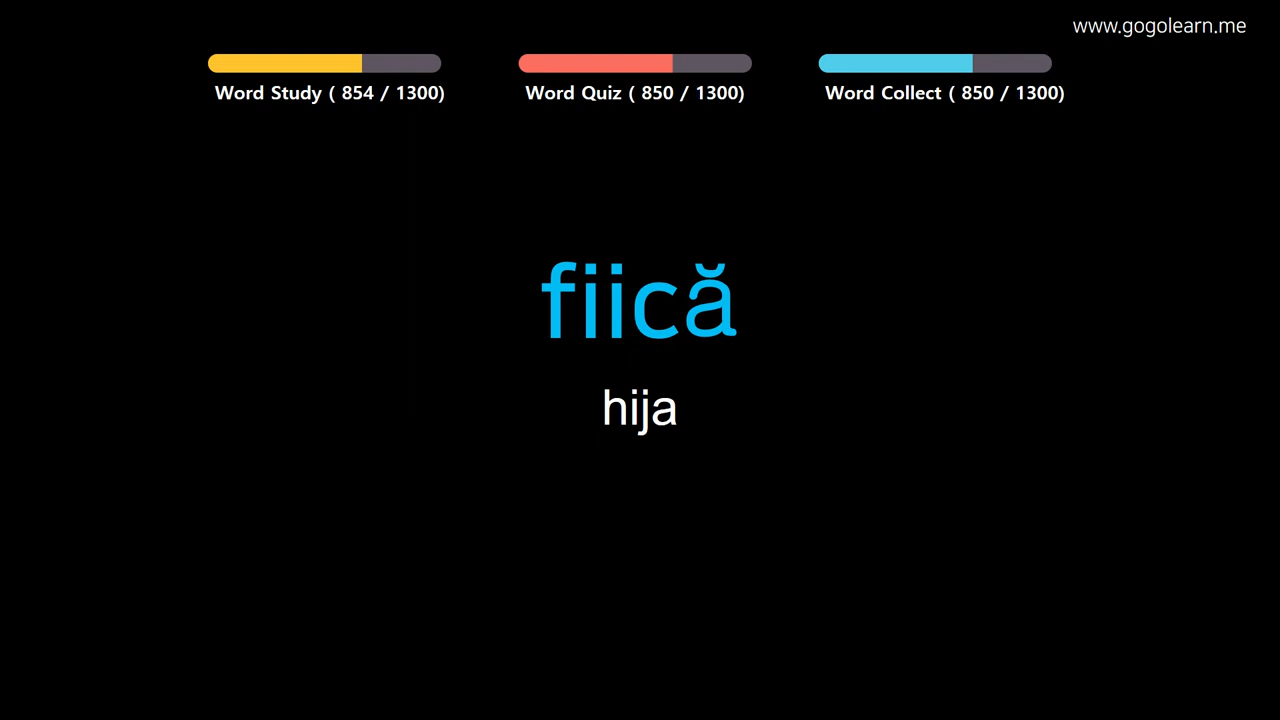 www.gogolearn.me
Word Study ( 854 / 1300)
Word Quiz ( 850 / 1300)
Word Collect ( 850 / 1300)
fiică
hija